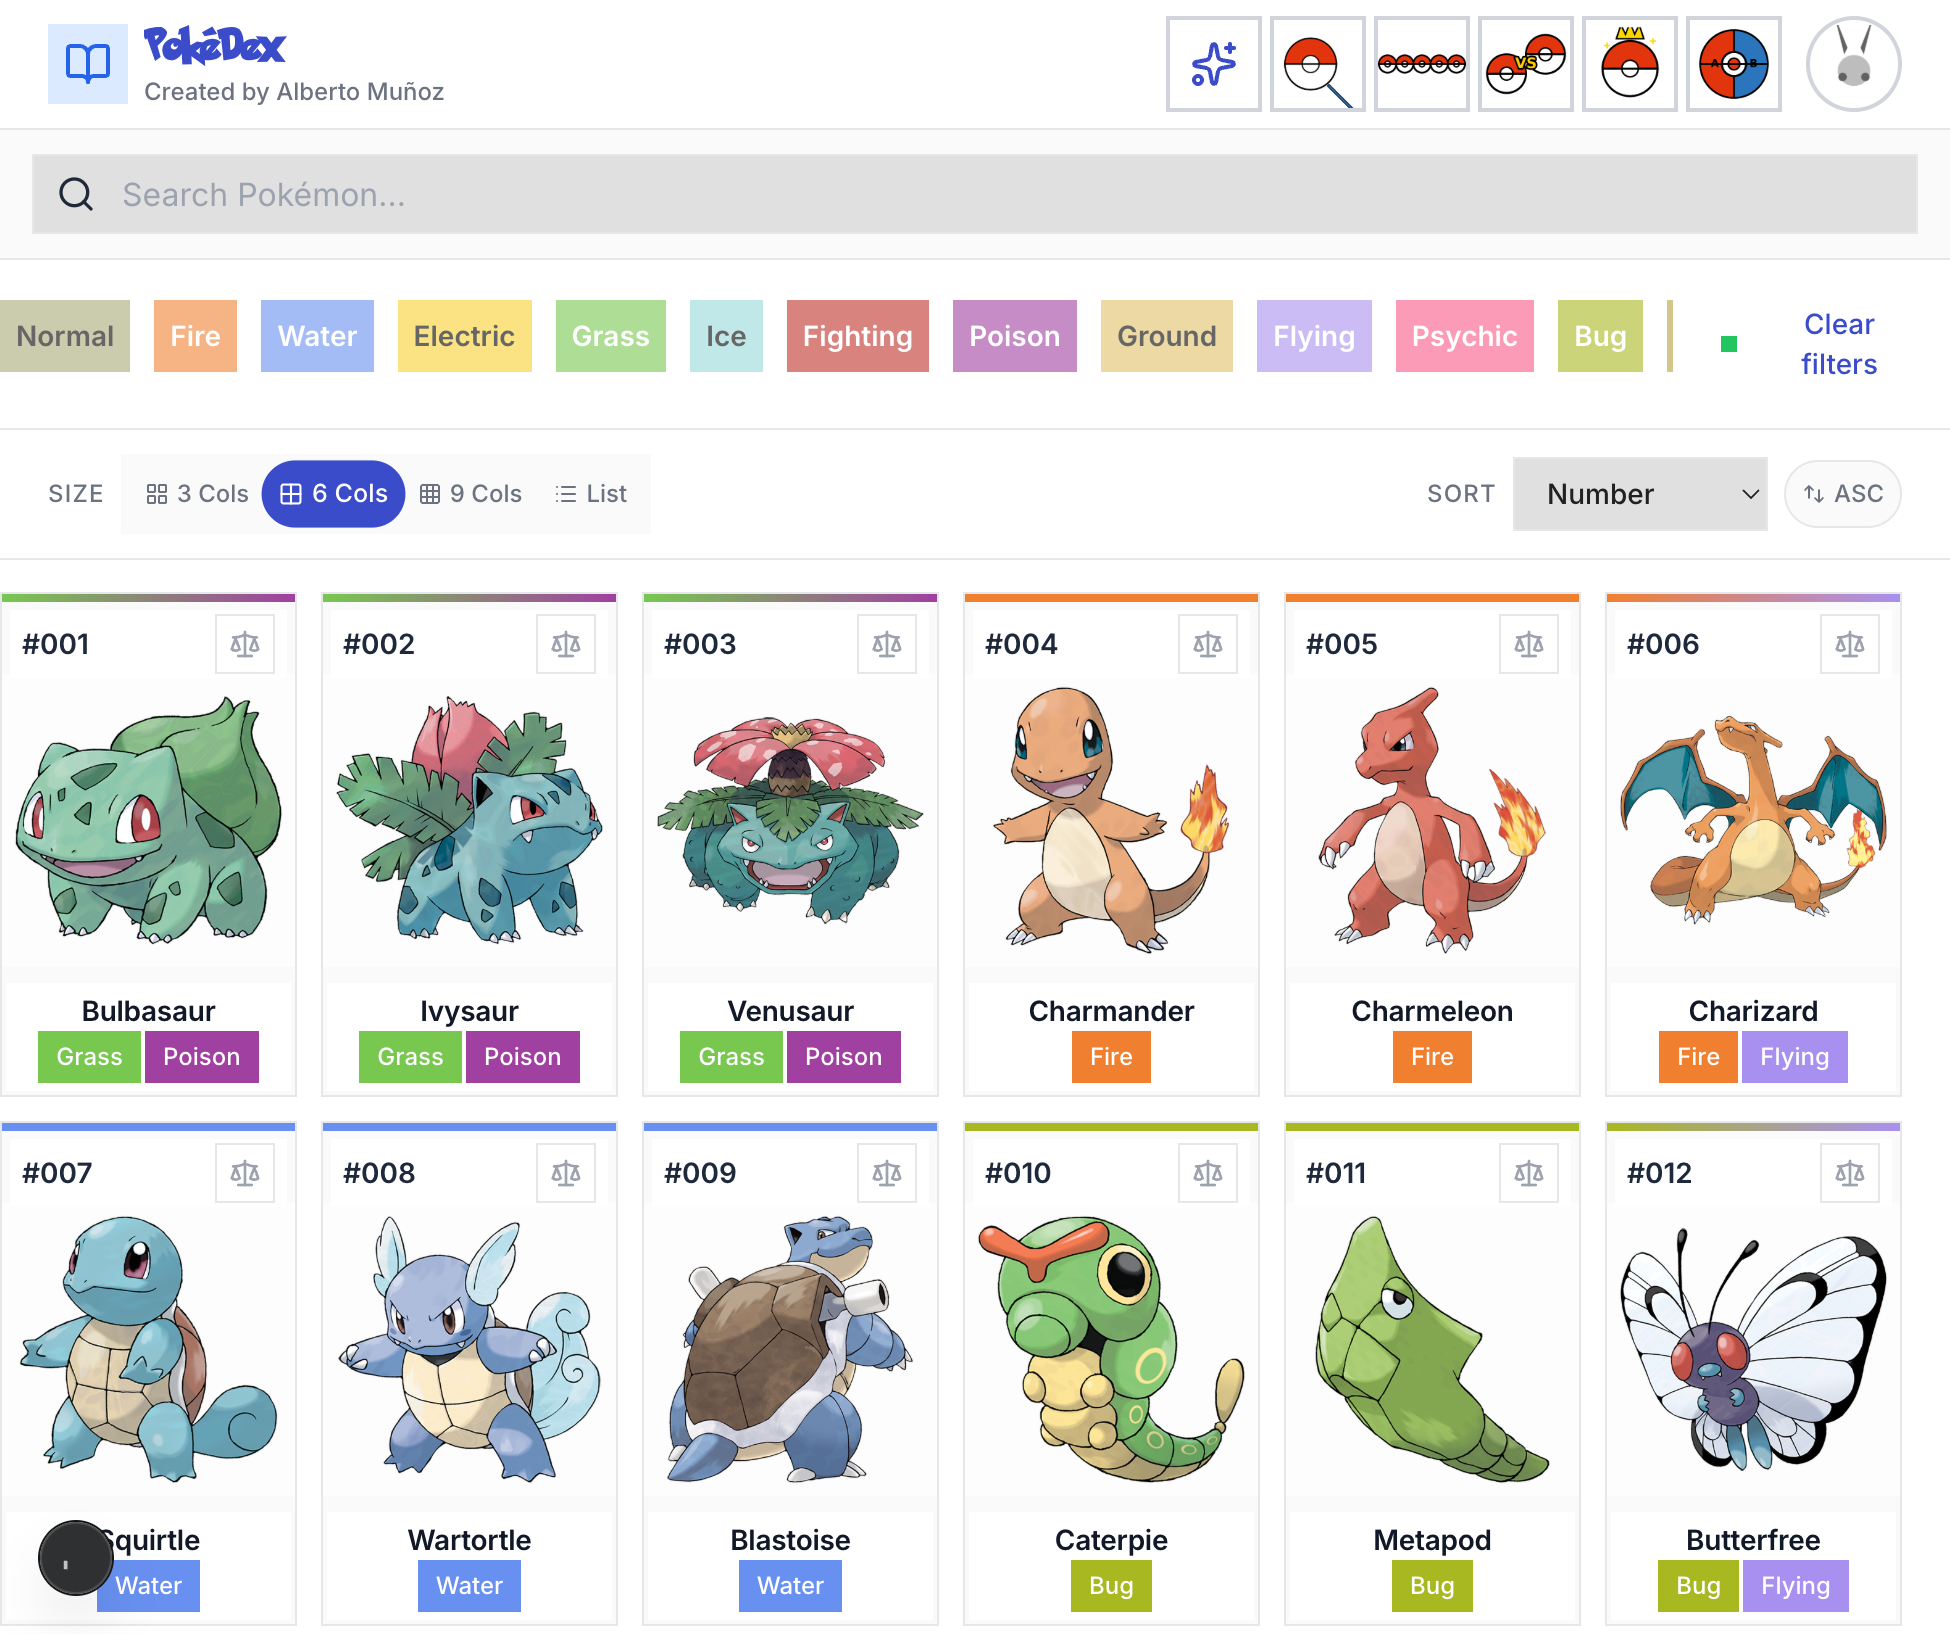 PokéDex
Created by Alberto Muñoz
VS
A B
Search Pokémon...
Normal Fire Water Electric Grass Ice Fighting Poison Ground Flying Psychic Bug
Clear
filters
SIZE 3 Cols 6 Cols 9 Cols List SORT Number ASC
#001 #002 #003 #004 #005 #006
Bulbasaur Ivysaur Venusaur Charmander Charmeleon Charizard
Grass Poison Grass Poison Grass Poison Fire Fire Fire Flying
#007 #008 #009 #010 #011 #012
Squirtle Wartortle Blastoise Caterpie Metapod Butterfree
Water Water Water Bug Bug Bug Flying